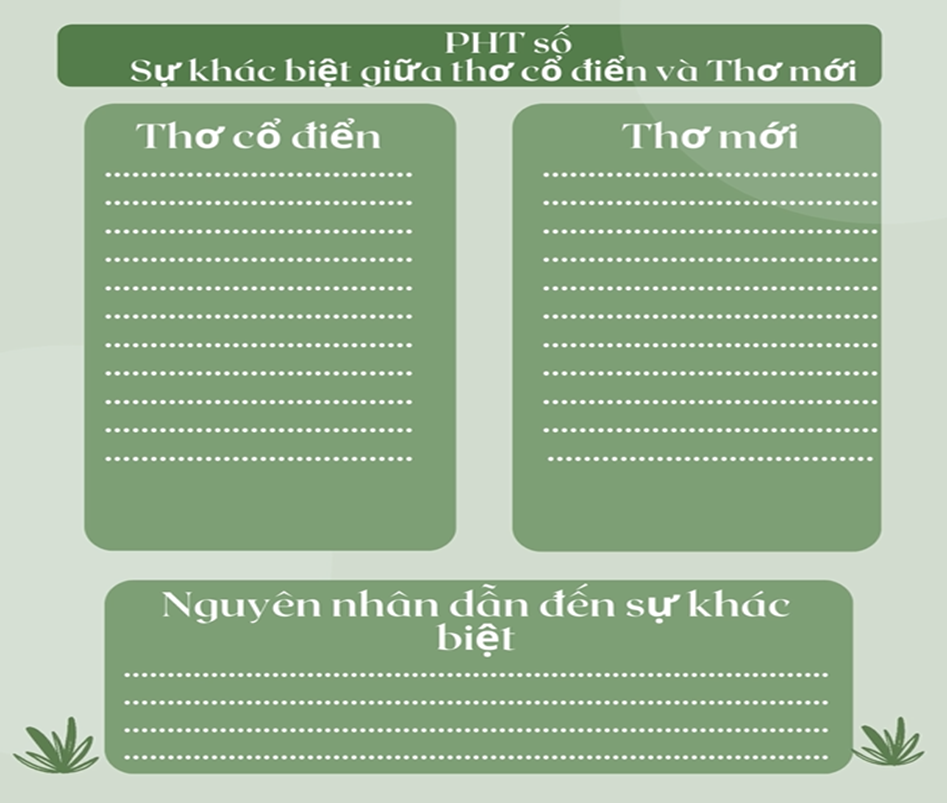 PHT số
Sự khác biệt giữa thơ cổ điển và Thơ mới
Thơ cổ điển
Thơ mới
Nguyên nhân dẫn đến sự khác
biệt